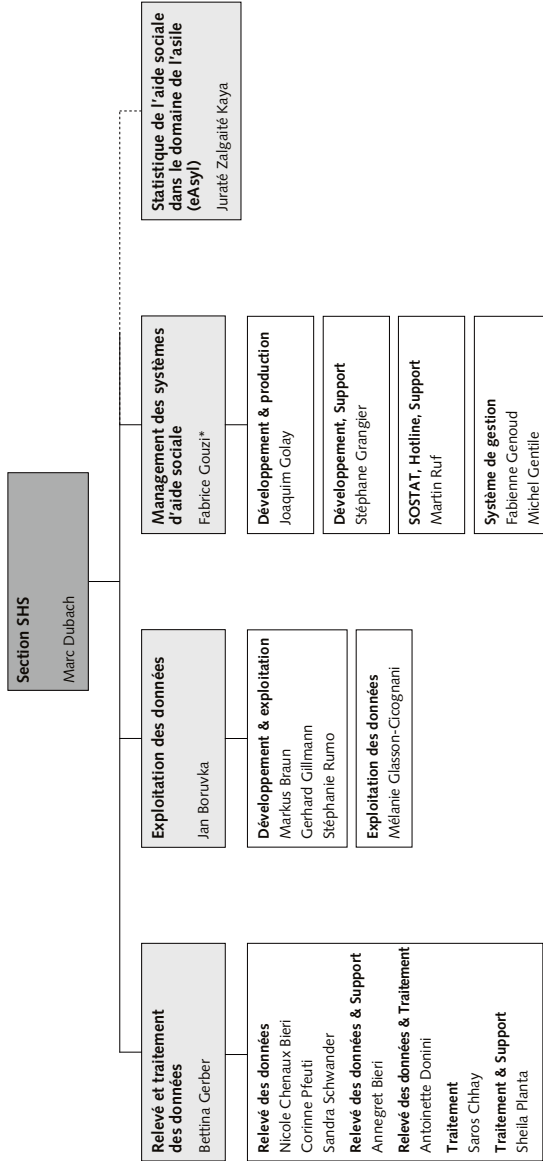 Section SHS
Marc Dubach
Relevé et traitement
des données
Bettina Gerber
Relevé des données
Nicole Chenaux Bieri
Corinne Pfeuti
Sandra Schwander
Relevé des données & Support
Annegret Bieri
Relevé des données & Traitement
Antoinette Donini
Traitement
Saros Chhay
Traitement & Support
Sheila Planta
Exploitation des données
Jan Boruvka
Développement & exploitation
Markus Braun
Gerhard Gillmann
Stéphanie Rumo
Exploitation des données
Mélanie Glasson-Cicognani
Management des systèmes
d'aide sociale
Fabrice Gouzi*
Développement & production
Joaquim Golay
Développement, Support
Stéphane Grangier
SOSTAT, Hotline, Support
Martin Ruf
Système de gestion
Fabienne Genoud
Michel Gentile
Statistique de l'aide sociale
dans le domaine de l'asile
(eAsyl)
Juraté Zalgaité Kaya